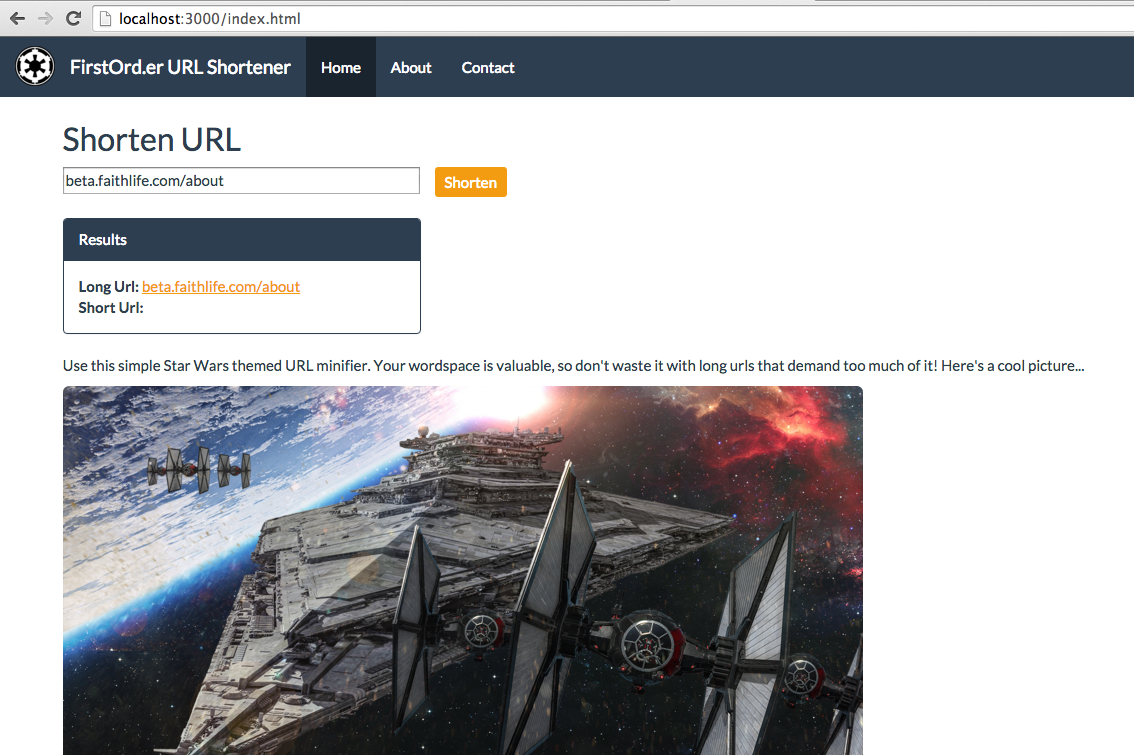 localhost:3000/index.html
FirstOrd.er URL Shortener Home About Contact
Shorten URL
beta.faithlife.com/about Shorten
Results
Long Url: beta.faithlife.com/about
Short Url:
Use this simple Star Wars themed URL minifier. Your wordspace is valuable, so don't waste it with long urls that demand too much of it! Here's a cool picture...